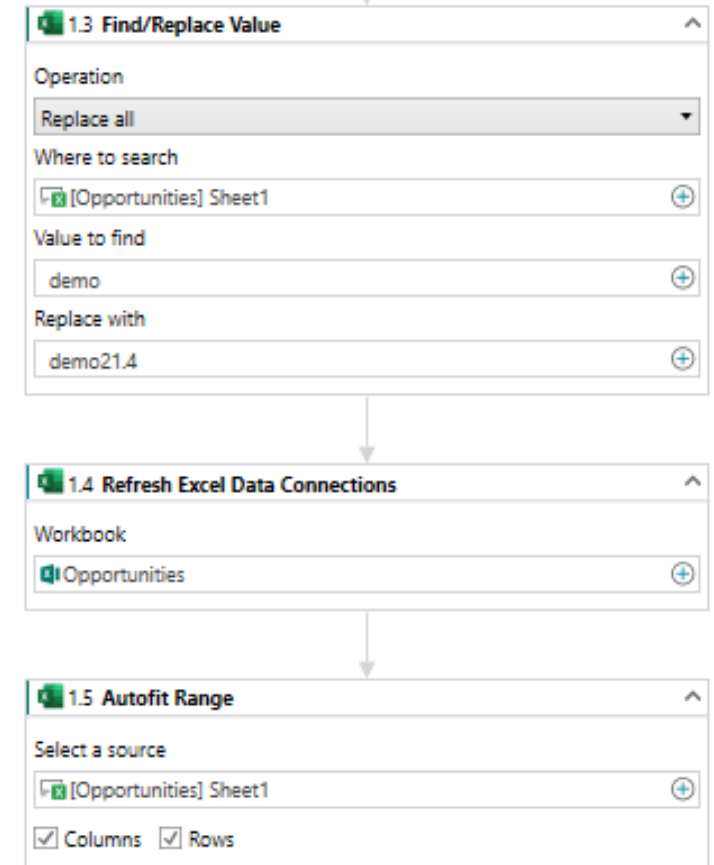 1.3 Find/Replace Value
Operation
Replace all
Where to search
[Opportunities] Sheet1
Value to find
demo
Replace with
demo21.4
1.4 Refresh Excel Data Connections
Workbook
Opportunities
1.5 Autofit Range
Select a source
[Opportunities] Sheet1
Columns Rows